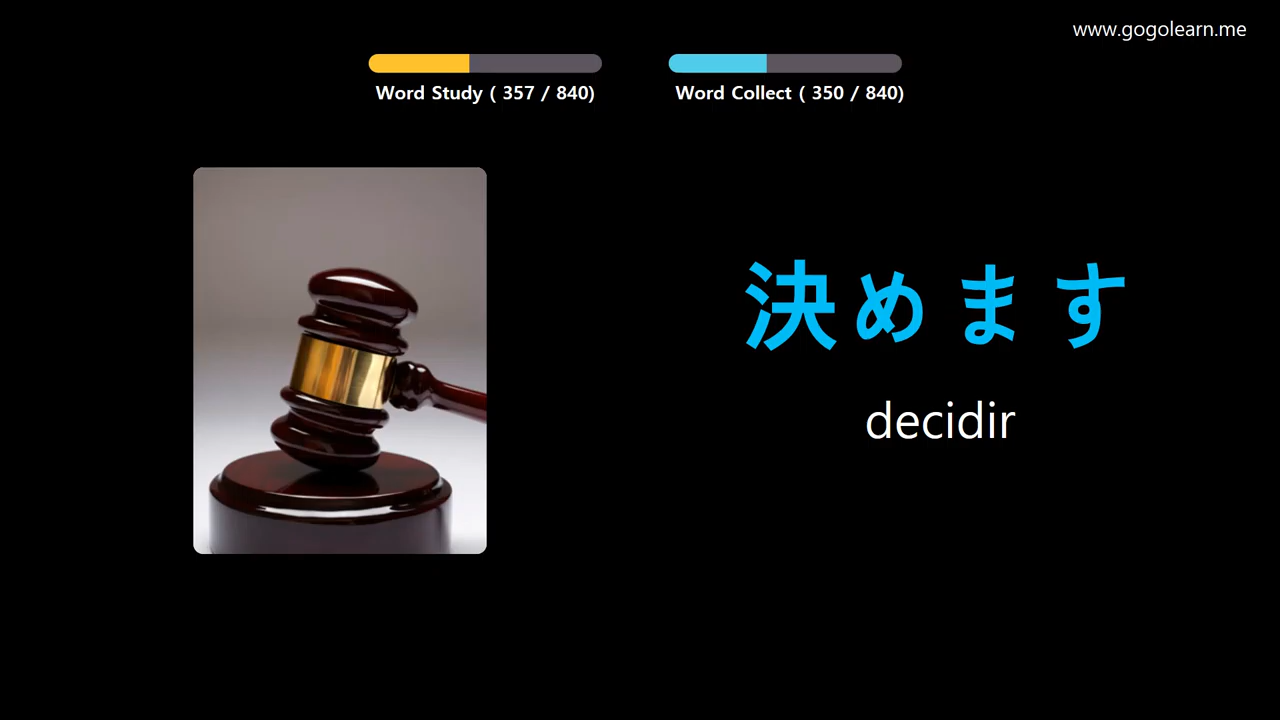 www.gogolearn.me
Word Study ( 357 / 840)
Word Collect ( 350 / 840)
決めます
decidir